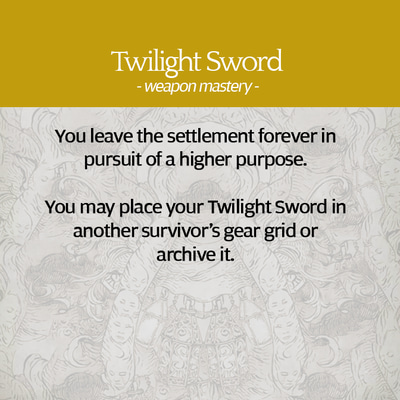 Twilight Sword
- weapon mastery -
You leave the settlement forever in
pursuit of a higher purpose.
You may place your Twilight Sword in
another survivor's gear grid or
archive it.